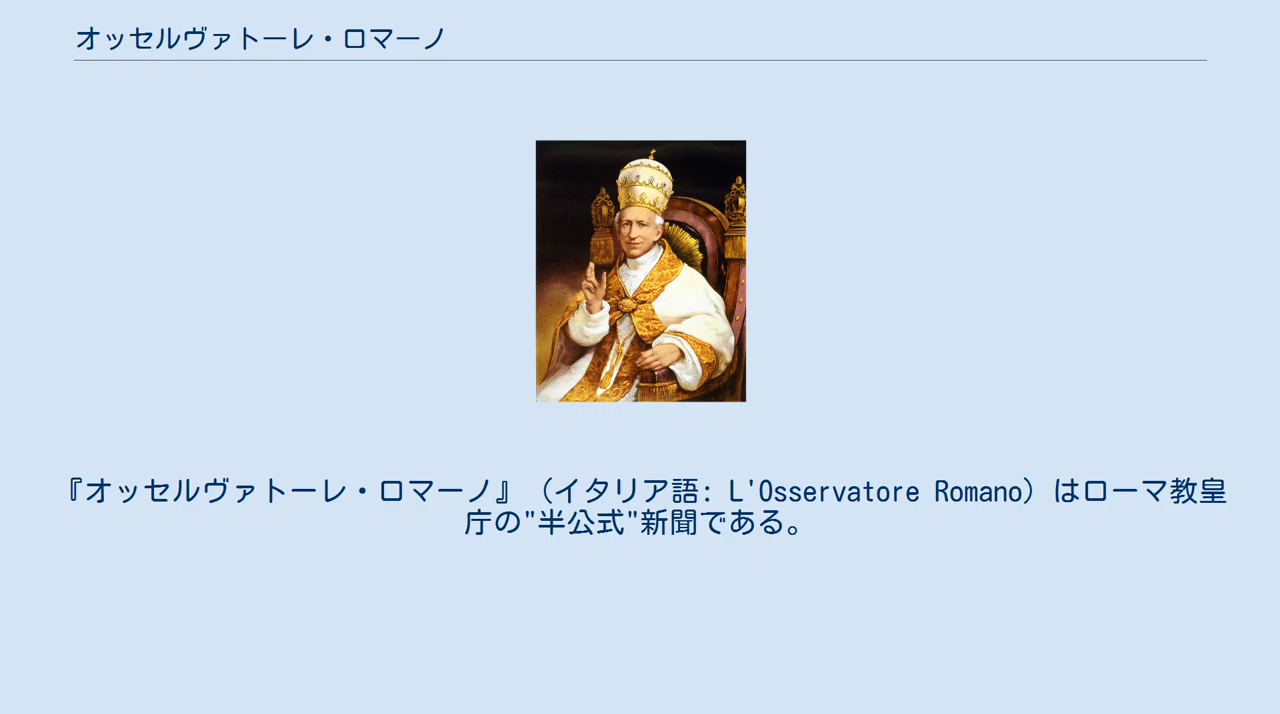 オッセルヴァトーレ・ロマーノ
『オッセルヴァトーレ・ロマーノ』（イタリア語: L'Osservatore Romano）はローマ教皇
庁の"半公式"新聞である。